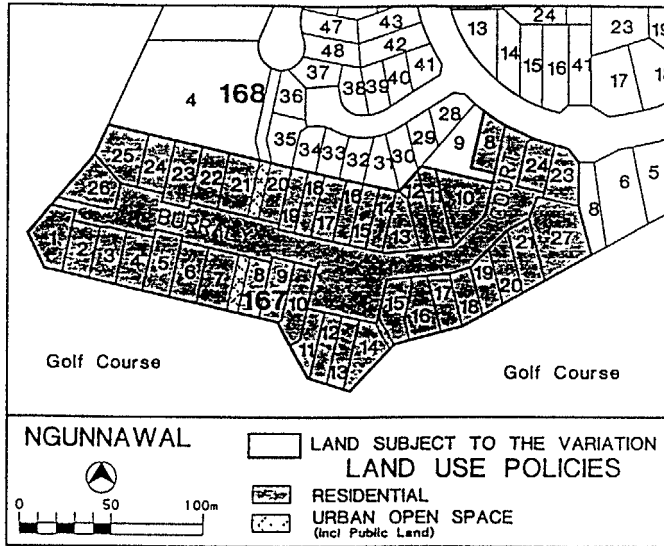 47 43 13 24 23 19
48 42 14 15 16 41 17
37 38 39 40 41
4 168 36 28
35 34 33 32 31 30 29 9 8 24 23 8 6 5
25 24 23 22 21 20 19 18 17 16 15 14 13 12 11 10 COURT
26 27
1 2 3 4 5 6 7 8 9 10 15 16 17 18 19 20 21
167
11 12 13 14
Golf Course Golf Course
NGUNNAWAL
0 50 100m
LAND SUBJECT TO THE VARIATION
LAND USE POLICIES
RESIDENTIAL
URBAN OPEN SPACE
(incl Public Land)